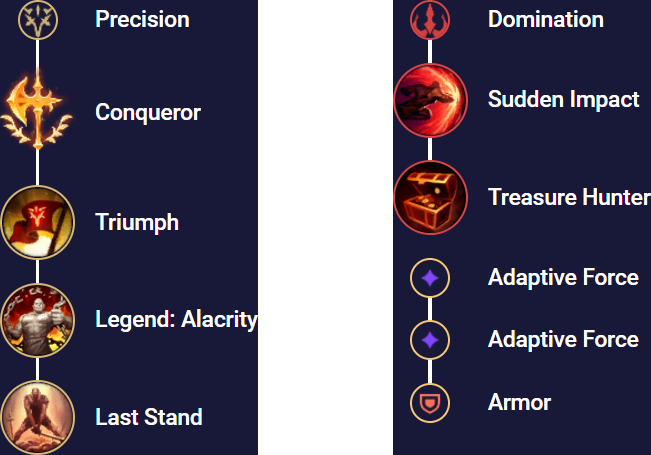 Precision
Conqueror
Triumph
Legend: Alacrity
Last Stand
Domination
Sudden Impact
Treasure Hunter
Adaptive Force
Adaptive Force
Armor